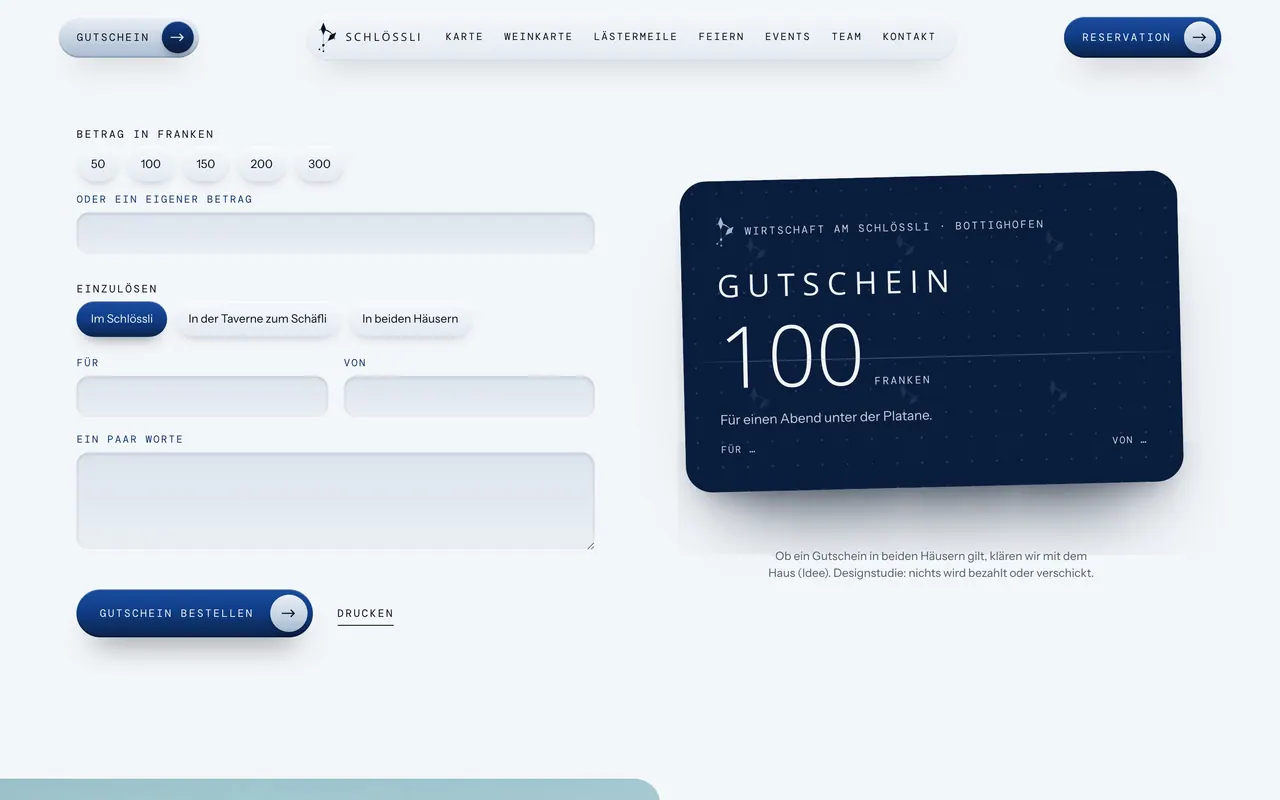 GUTSCHEIN →
SCHLÖSSLI KARTE WEINKARTE LÄSTERMEILE FEIERN EVENTS TEAM KONTAKT
RESERVATION →
BETRAG IN FRANKEN
50 100 150 200 300
ODER EIN EIGENER BETRAG
EINZULÖSEN
Im Schlössli In der Taverne zum Schäfli In beiden Häusern
FÜR VON
EIN PAAR WORTE
GUTSCHEIN BESTELLEN → DRUCKEN
WIRTSCHAFT AM SCHLÖSSLI · BOTTIGHOFEN
GUTSCHEIN
100 FRANKEN
Für einen Abend unter der Platane.
FÜR … VON …
Ob ein Gutschein in beiden Häusern gilt, klären wir mit dem
Haus (Idee). Designstudie: nichts wird bezahlt oder verschickt.